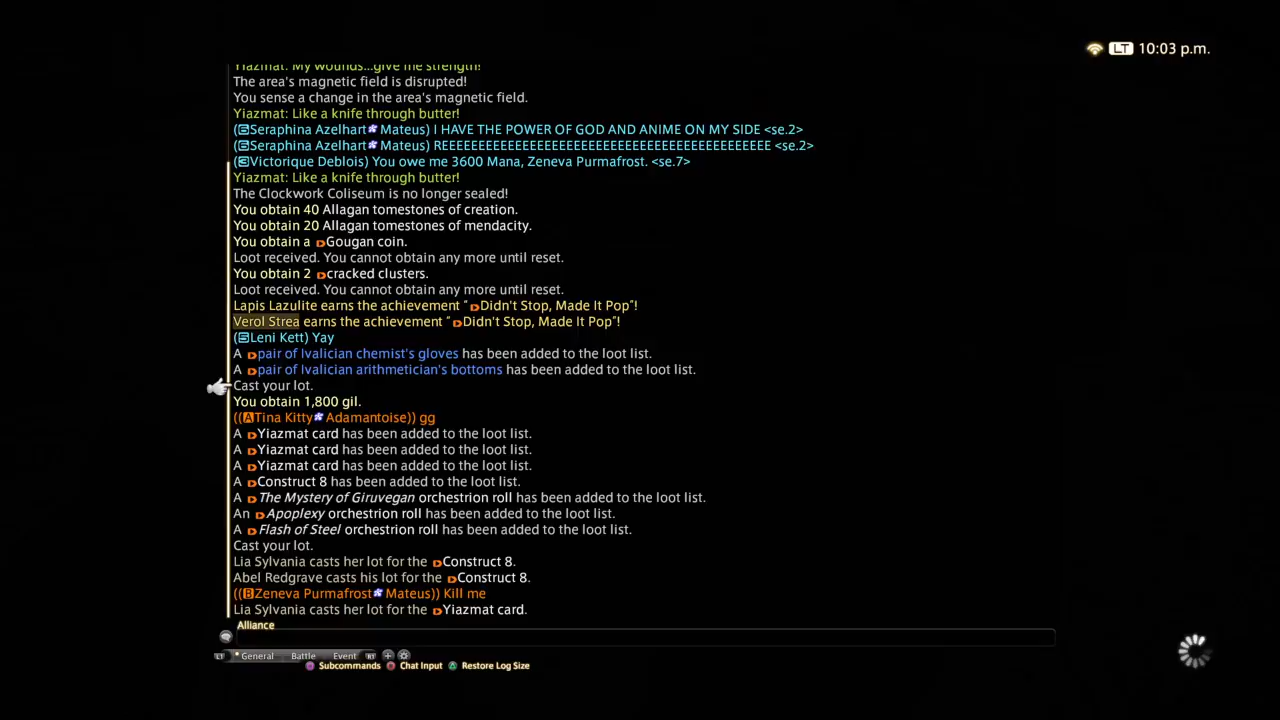 LT 10:03 p.m.
Yiazmat: My wounds...give me strength!
The area's magnetic field is disrupted!
You sense a change in the area's magnetic field.
Yiazmat: Like a knife through butter!
(5Seraphina Azelhart Mateus) I HAVE THE POWER OF GOD AND ANIME ON MY SIDE <se.2>
(5Seraphina Azelhart Mateus) REEEEEEEEEEEEEEEEEEEEEEEEEEEEEEEEEEEEEEEEEEE <se.2>
(3Victorique Deblois) You owe me 3600 Mana, Zeneva Purmafrost. <se.7>
Yiazmat: Like a knife through butter!
The Clockwork Coliseum is no longer sealed!
You obtain 40 Allagan tomestones of creation.
You obtain 20 Allagan tomestones of mendacity.
You obtain a Gougan coin.
Loot received. You cannot obtain any more until reset.
You obtain 2 cracked clusters.
Loot received. You cannot obtain any more until reset.
Lapis Lazulite earns the achievement “Didn't Stop, Made It Pop”!
Verol Strea earns the achievement “Didn't Stop, Made It Pop”!
(5Leni Kett) Yay
A pair of Ivalician chemist's gloves has been added to the loot list.
A pair of Ivalician arithmetician's bottoms has been added to the loot list.
Cast your lot.
You obtain 1,800 gil.
((ATina Kitty Adamantoise)) gg
A Yiazmat card has been added to the loot list.
A Yiazmat card has been added to the loot list.
A Yiazmat card has been added to the loot list.
A Construct 8 has been added to the loot list.
A The Mystery of Giruvegan orchestrion roll has been added to the loot list.
An Apoplexy orchestrion roll has been added to the loot list.
A Flash of Steel orchestrion roll has been added to the loot list.
Cast your lot.
Lia Sylvania casts her lot for the Construct 8.
Abel Redgrave casts his lot for the Construct 8.
((BZeneva Purmafrost Mateus)) Kill me
Lia Sylvania casts her lot for the Yiazmat card.
Alliance
L1 General Battle Event R1
Subcommands Chat Input Restore Log Size